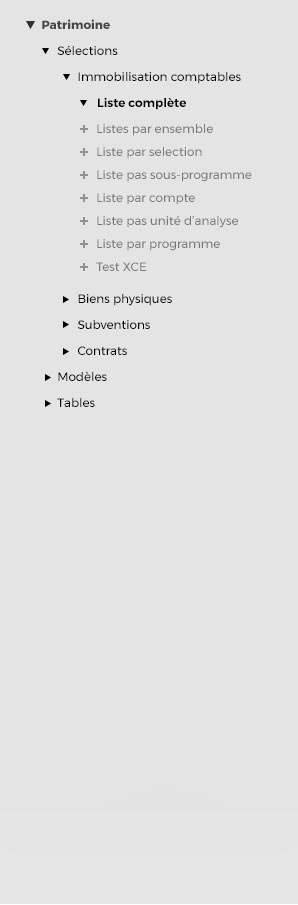 Patrimoine
Sélections
Immobilisation comptables
Liste complète
Listes par ensemble
Liste par selection
Liste pas sous-programme
Liste par compte
Liste pas unité d'analyse
Liste par programme
Test XCE
Biens physiques
Subventions
Contrats
Modèles
Tables